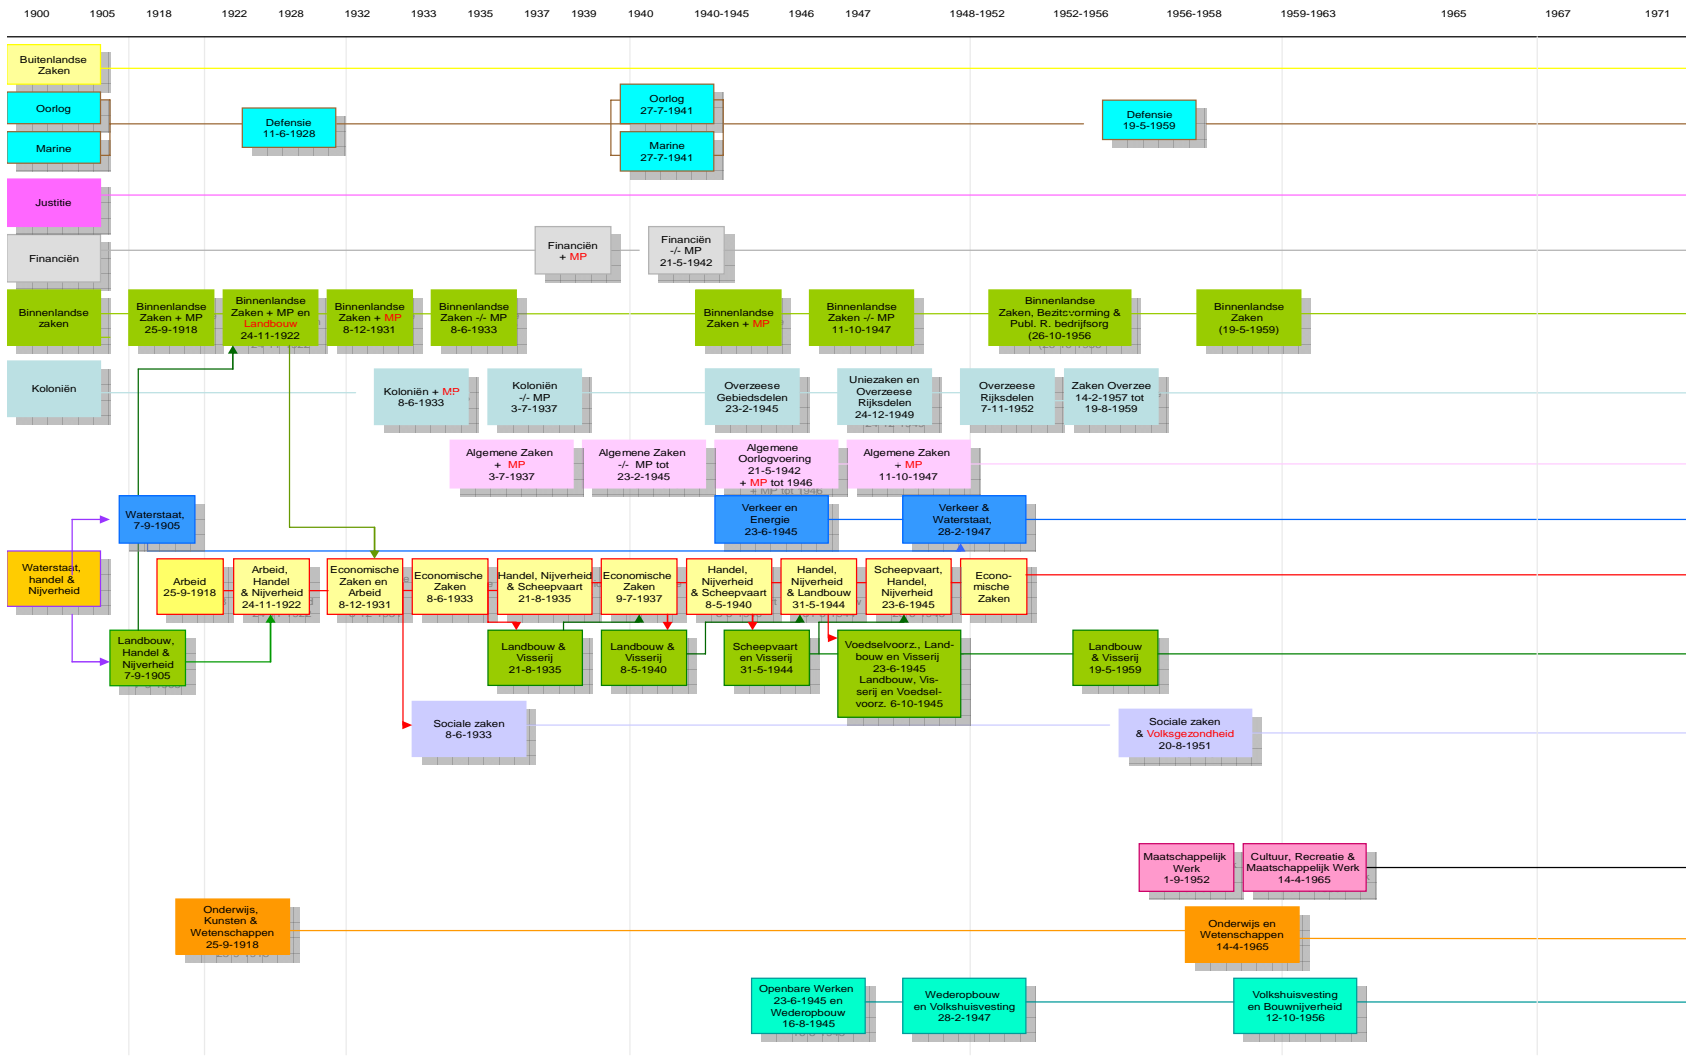 1900 1905 1918 1922 1928 1932 1933 1935 1937 1939 1940 1940-1945 1946 1947 1948-1952 1952-1956 1956-1958 1959-1963 1965 1967 1971
Buitenlandse
Zaken
Oorlog
Marine
Defensie
11-6-1928
Oorlog
27-7-1941
Marine
27-7-1941
Defensie
19-5-1959
Justitie
Financiën
Financiën
+ MP
Financiën
-/- MP
21-5-1942
Binnenlandse
zaken
Binnenlandse
Zaken + MP
25-9-1918
Binnenlandse
Zaken + MP en
Landbouw
24-11-1922
Binnenlandse
Zaken + MP
8-12-1931
Binnenlandse
Zaken -/- MP
8-6-1933
Binnenlandse
Zaken + MP
Binnenlandse
Zaken -/- MP
11-10-1947
Binnenlandse
Zaken, Bezitsvorming &
Publ. R. bedrijfsorg
(26-10-1956
Binnenlandse
Zaken
(19-5-1959)
Koloniën
Koloniën + MP
8-6-1933
Koloniën
-/- MP
3-7-1937
Overzeese
Gebiedsdelen
23-2-1945
Uniezaken en
Overzeese
Rijksdelen
24-12-1949
Overzeese
Rijksdelen
7-11-1952
Zaken Overzee
14-2-1957 tot
19-8-1959
Algemene Zaken
+ MP
3-7-1937
Algemene Zaken
-/- MP tot
23-2-1945
Algemene
Oorlogvoering
21-5-1942
+ MP tot 1946
Algemene Zaken
+ MP
11-10-1947
Waterstaat,
7-9-1905
Verkeer en
Energie
23-6-1945
Verkeer &
Waterstaat,
28-2-1947
Waterstaat,
handel &
Nijverheid
Arbeid
25-9-1918
Arbeid,
Handel
& Nijverheid
24-11-1922
Economische
Zaken en
Arbeid
8-12-1931
Economische
Zaken
8-6-1933
Handel, Nijverheid
& Scheepvaart
21-8-1935
Economische
Zaken
9-7-1937
Handel,
Nijverheid
& Scheepvaart
8-5-1940
Handel,
Nijverheid
& Landbouw
31-5-1944
Scheepvaart,
Handel,
Nijverheid
23-6-1945
Econo-
mische
Zaken
Landbouw,
Handel &
Nijverheid
7-9-1905
Landbouw &
Visserij
21-8-1935
Landbouw &
Visserij
8-5-1940
Scheepvaart
en Visserij
31-5-1944
Voedselvoorz., Land-
bouw en Visserij
23-6-1945
Landbouw, Vis-
serij en Voedsel-
voorz. 6-10-1945
Landbouw
& Visserij
19-5-1959
Sociale zaken
8-6-1933
Sociale zaken
& Volksgezondheid
20-8-1951
Maatschappelijk
Werk
1-9-1952
Cultuur, Recreatie &
Maatschappelijk Werk
14-4-1965
Onderwijs,
Kunsten &
Wetenschappen
25-9-1918
Onderwijs en
Wetenschappen
14-4-1965
Openbare Werken
23-6-1945 en
Wederopbouw
16-8-1945
Wederopbouw
en Volkshuisvesting
28-2-1947
Volkshuisvesting
en Bouwnijverheid
12-10-1956